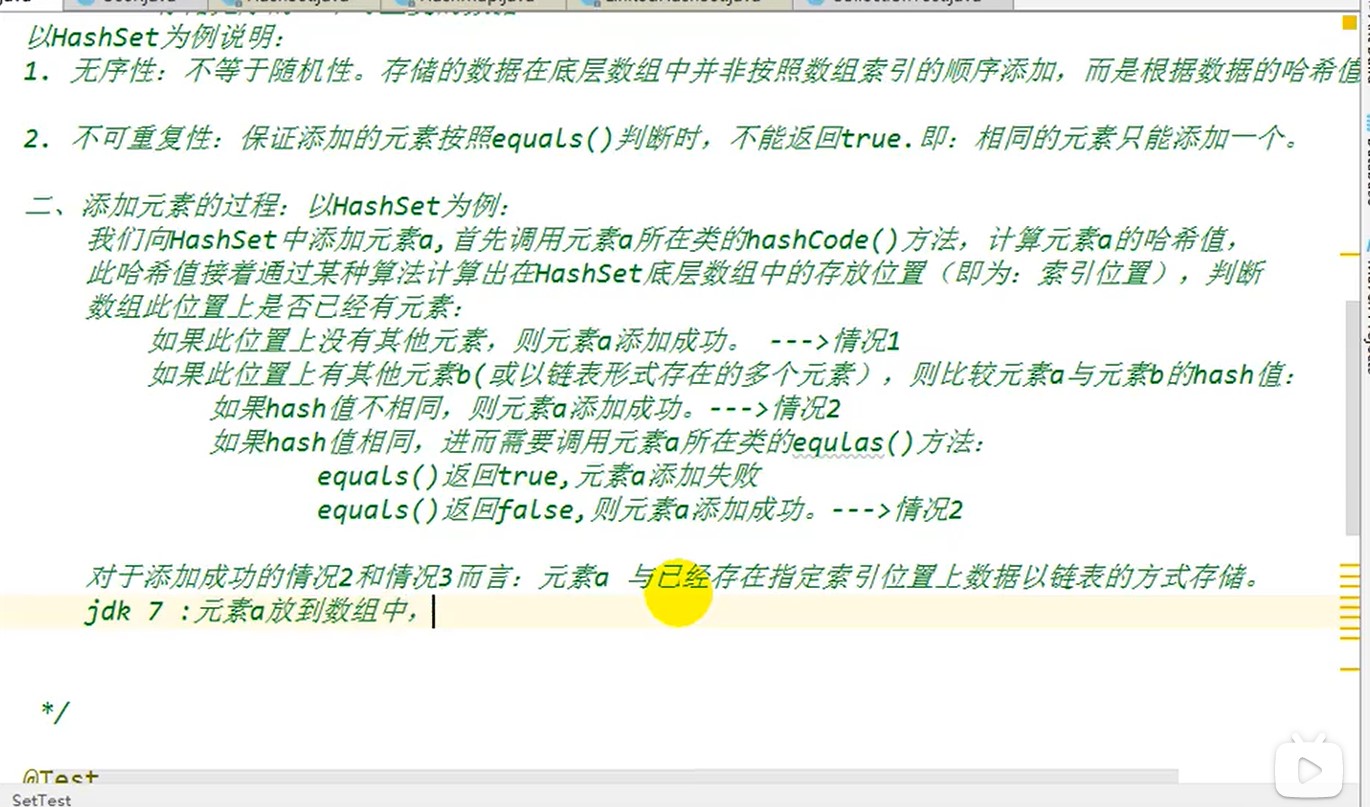 以HashSet为例说明：
1. 无序性：不等于随机性。存储的数据在底层数组中并非按照数组索引的顺序添加，而是根据数据的哈希值
2. 不可重复性：保证添加的元素按照equals()判断时，不能返回true.即：相同的元素只能添加一个。
二、添加元素的过程：以HashSet为例：
我们向HashSet中添加元素a,首先调用元素a所在类的hashCode()方法，计算元素a的哈希值，
此哈希值接着通过某种算法计算出在HashSet底层数组中的存放位置（即为：索引位置），判断
数组此位置上是否已经有元素：
如果此位置上没有其他元素，则元素a添加成功。 --->情况1
如果此位置上有其他元素b(或以链表形式存在的多个元素），则比较元素a与元素b的hash值：
如果hash值不相同，则元素a添加成功。--->情况2
如果hash值相同，进而需要调用元素a所在类的equlas()方法：
equals()返回true,元素a添加失败
equals()返回false,则元素a添加成功。--->情况2
对于添加成功的情况2和情况3而言：元素a 与已经存在指定索引位置上数据以链表的方式存储。
jdk 7 :元素a放到数组中，
*/
@Test
SetTest